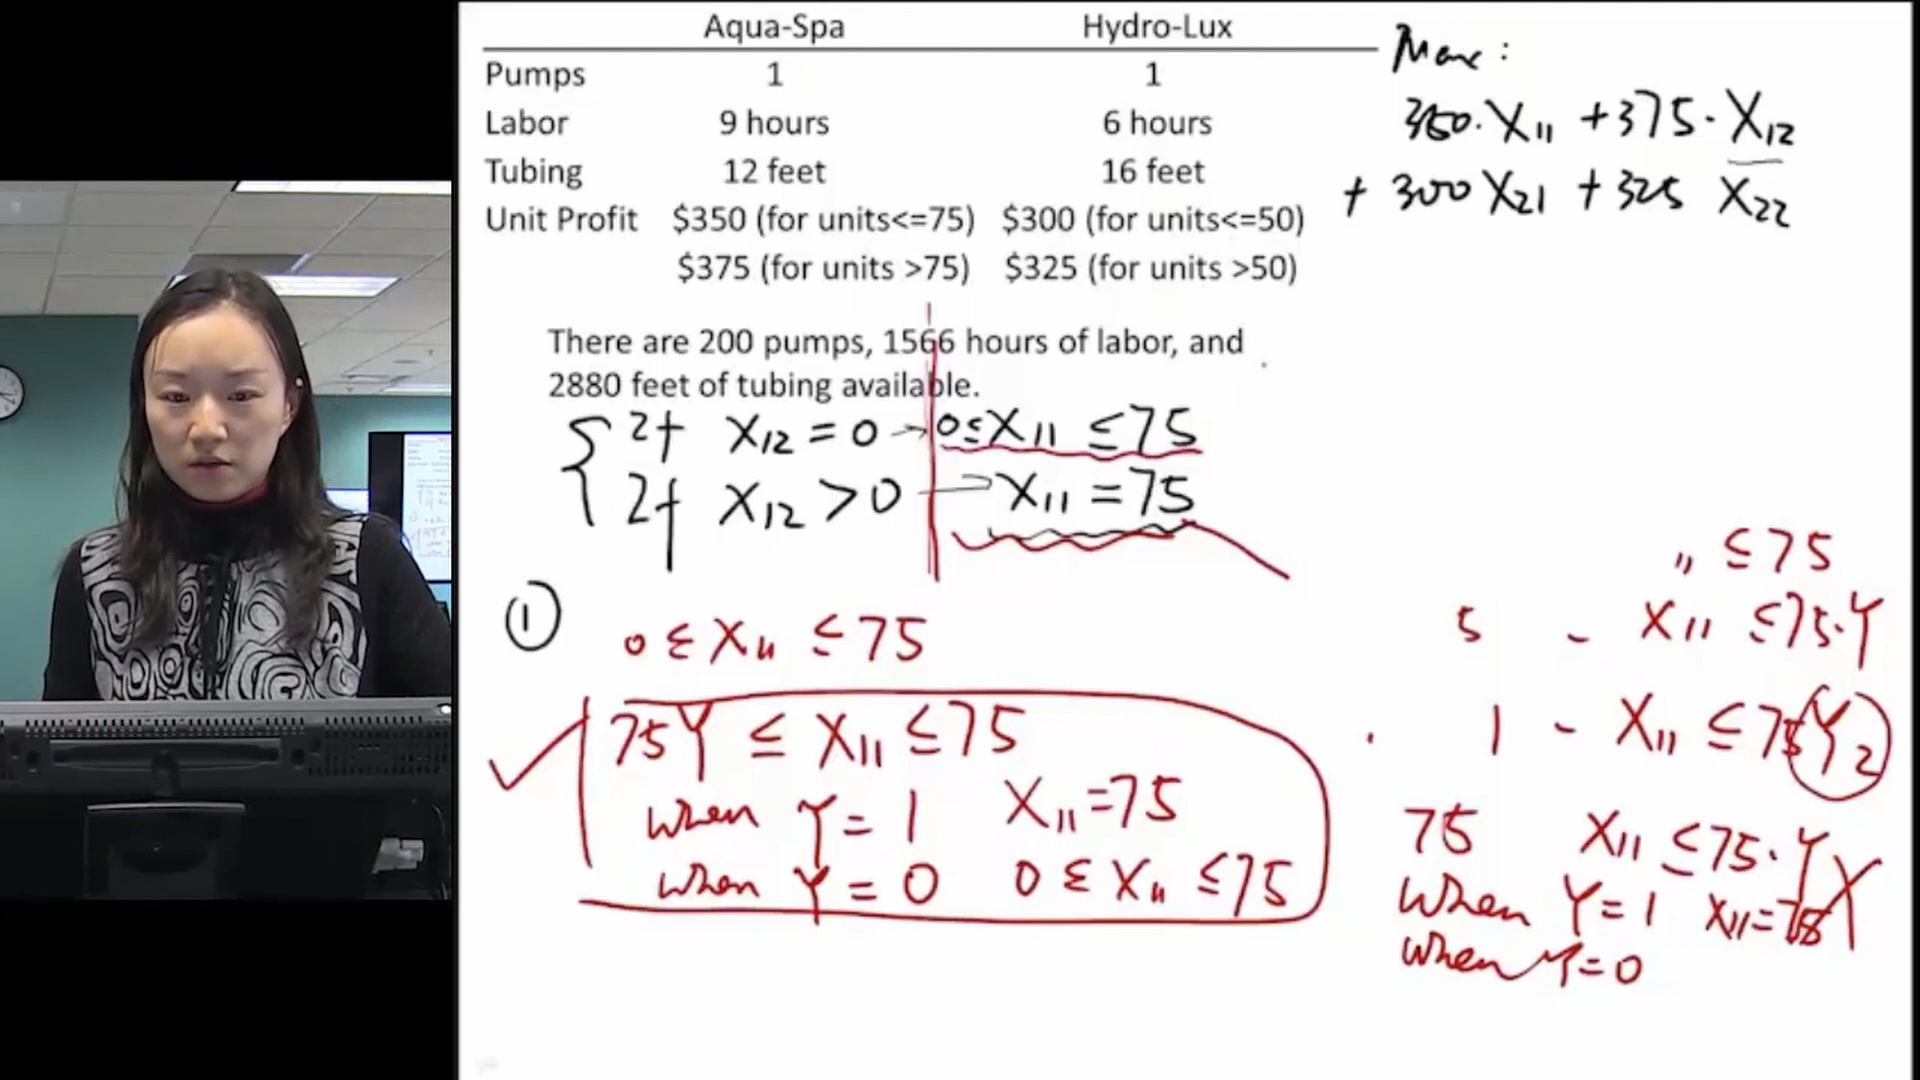 Aqua-Spa Hydro-Lux
Pumps 1 1
Labor 9 hours 6 hours
Tubing 12 feet 16 feet
Unit Profit $350 (for units<=75) $300 (for units<=50)
$375 (for units >75) $325 (for units >50)
Max :
350·X11 +375·X12
+ 300 X21 +325 X22
There are 200 pumps, 1566 hours of labor, and
2880 feet of tubing available.
{ If X12 = 0 → 0≤X11 ≤75
If X12 >0 → X11 =75
① 0 ≤ X11 ≤75
75Y ≤ X11 ≤75
when Y= 1 X11=75
when Y= 0 0 ≤ X11 ≤75
11 ≤75
5 - X11 ≤75·Y
1 - X11 ≤75Y2
75 X11 ≤75·Y
When Y=1 X11=75
When Y=0